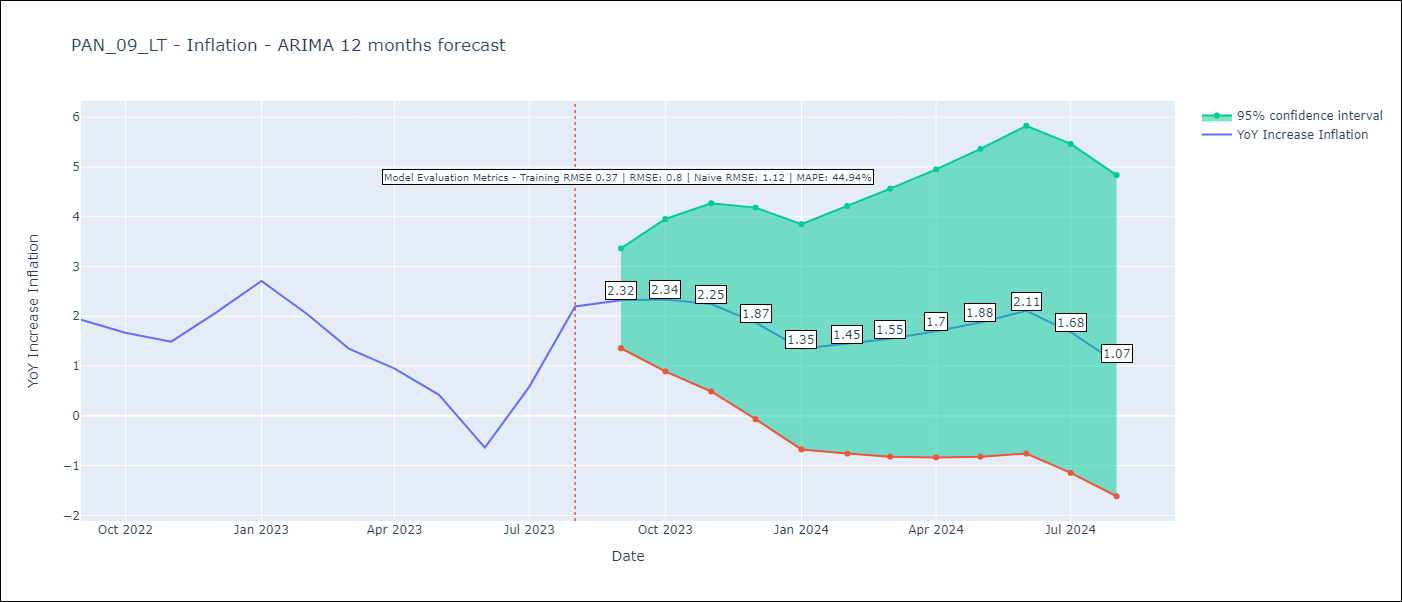 PAN_09_LT - Inflation - ARIMA 12 months forecast
95% confidence interval
YoY Increase Inflation
Model Evaluation Metrics - Training RMSE 0.37 | RMSE: 0.8 | Naive RMSE: 1.12 | MAPE: 44.94%
YoY Increase Inflation
6
5
4
3
2
1
0
−1
−2
2.32
2.34
2.25
1.87
1.35
1.45
1.55
1.7
1.88
2.11
1.68
1.07
Oct 2022
Jan 2023
Apr 2023
Jul 2023
Oct 2023
Jan 2024
Apr 2024
Jul 2024
Date